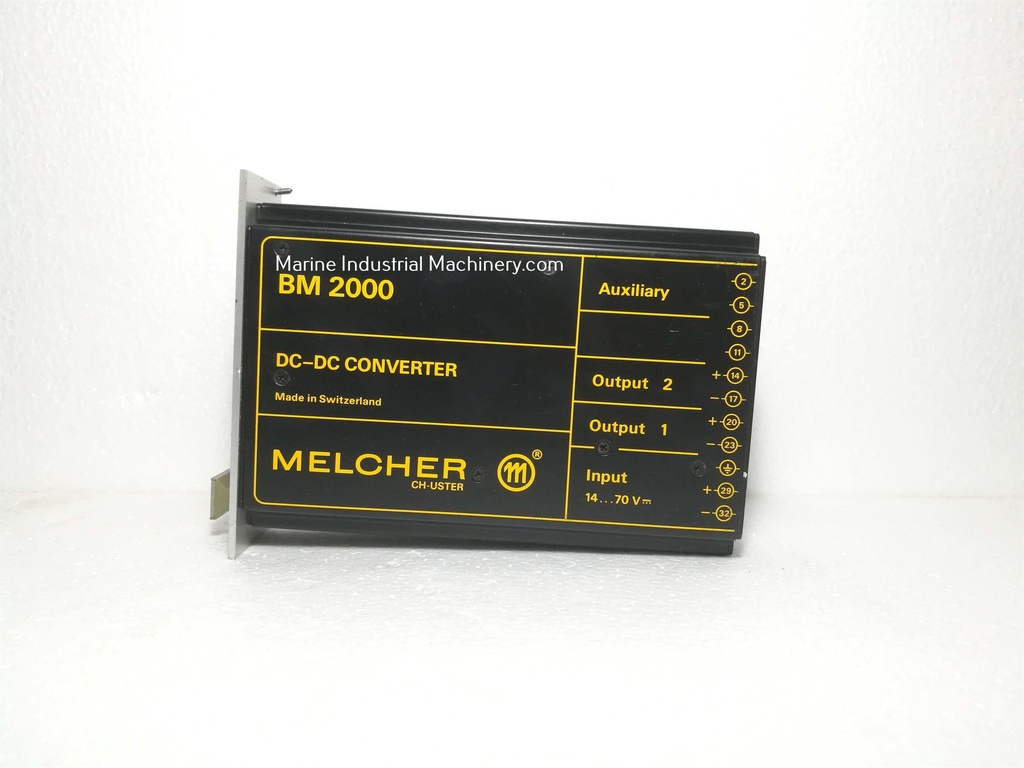 Marine Industrial Machinery.com
BM 2000
DC–DC CONVERTER
Made in Switzerland
MELCHER
CH-USTER
m ®
Auxiliary
Output 2
Output 1
Input
14...70 V⎓
2
5
8
11
+ 14
– 17
+ 20
– 23
⏚
+ 29
– 32